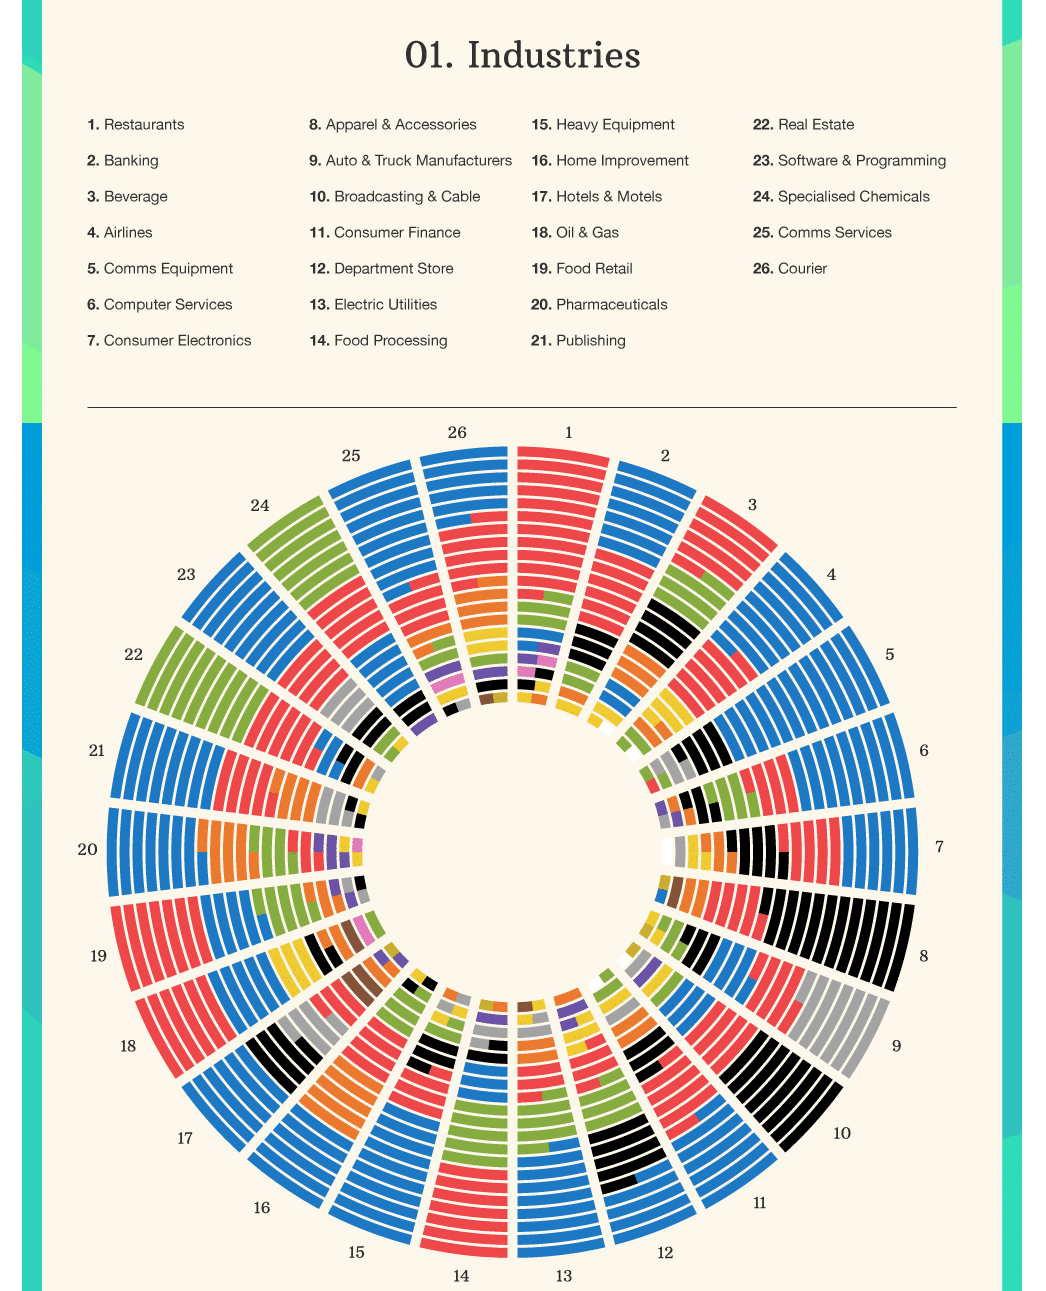 01. Industries
1. Restaurants
2. Banking
3. Beverage
4. Airlines
5. Comms Equipment
6. Computer Services
7. Consumer Electronics
8. Apparel & Accessories
9. Auto & Truck Manufacturers
10. Broadcasting & Cable
11. Consumer Finance
12. Department Store
13. Electric Utilities
14. Food Processing
15. Heavy Equipment
16. Home Improvement
17. Hotels & Motels
18. Oil & Gas
19. Food Retail
20. Pharmaceuticals
21. Publishing
22. Real Estate
23. Software & Programming
24. Specialised Chemicals
25. Comms Services
26. Courier
1
2
3
4
5
6
7
8
9
10
11
12
13
14
15
16
17
18
19
20
21
22
23
24
25
26